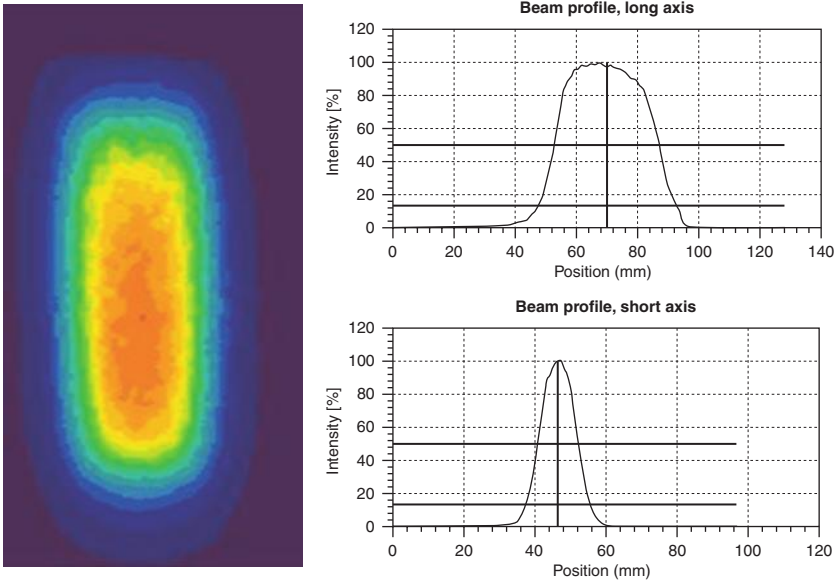 Beam profile, long axis
120
100
80
60
40
20
0
Intensity [%]
0 20 40 60 80 100 120 140
Position (mm)
Beam profile, short axis
120
100
80
60
40
20
0
Intensity [%]
0 20 40 60 80 100 120
Position (mm)